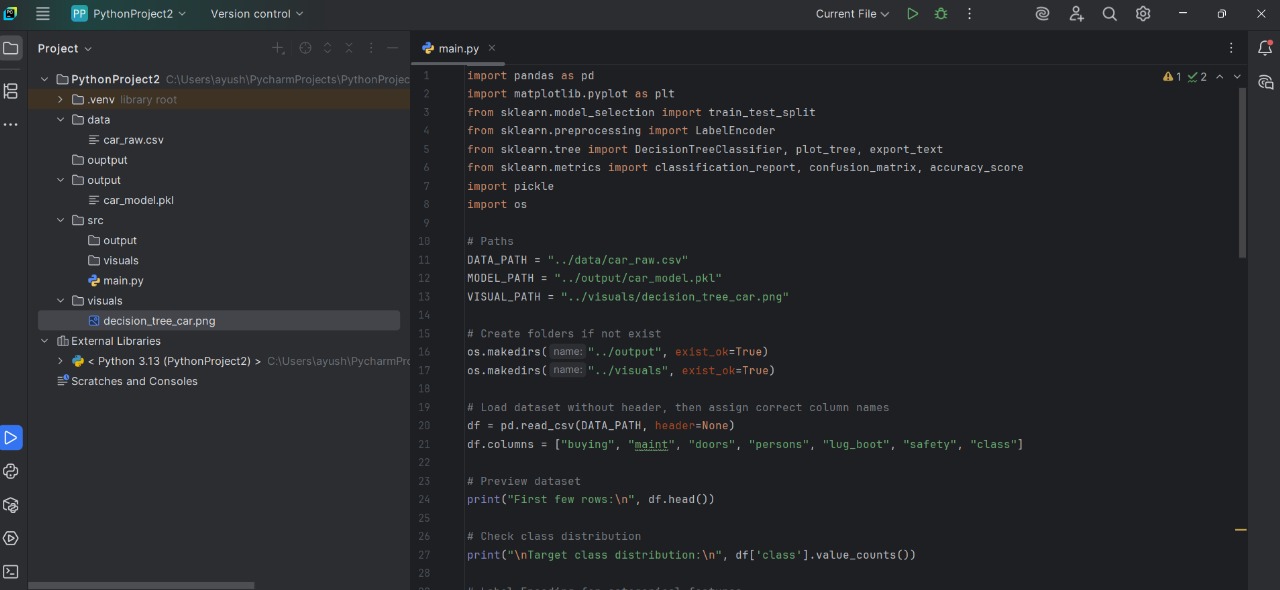 PP PythonProject2 Version control Current File
Project
main.py
PythonProject2 C:\Users\ayush\PycharmProjects\PythonProjec
.venv library root
data
car_raw.csv
ouptput
output
car_model.pkl
src
output
visuals
main.py
visuals
decision_tree_car.png
External Libraries
< Python 3.13 (PythonProject2) > C:\Users\ayush\PycharmPro
Scratches and Consoles
1 import pandas as pd
2 import matplotlib.pyplot as plt
3 from sklearn.model_selection import train_test_split
4 from sklearn.preprocessing import LabelEncoder
5 from sklearn.tree import DecisionTreeClassifier, plot_tree, export_text
6 from sklearn.metrics import classification_report, confusion_matrix, accuracy_score
7 import pickle
8 import os
9
10 # Paths
11 DATA_PATH = "../data/car_raw.csv"
12 MODEL_PATH = "../output/car_model.pkl"
13 VISUAL_PATH = "../visuals/decision_tree_car.png"
14
15 # Create folders if not exist
16 os.makedirs( name: "../output", exist_ok=True)
17 os.makedirs( name: "../visuals", exist_ok=True)
18
19 # Load dataset without header, then assign correct column names
20 df = pd.read_csv(DATA_PATH, header=None)
21 df.columns = ["buying", "maint", "doors", "persons", "lug_boot", "safety", "class"]
22
23 # Preview dataset
24 print("First few rows:\n", df.head())
25
26 # Check class distribution
27 print("\nTarget class distribution:\n", df['class'].value_counts())
28
1 2